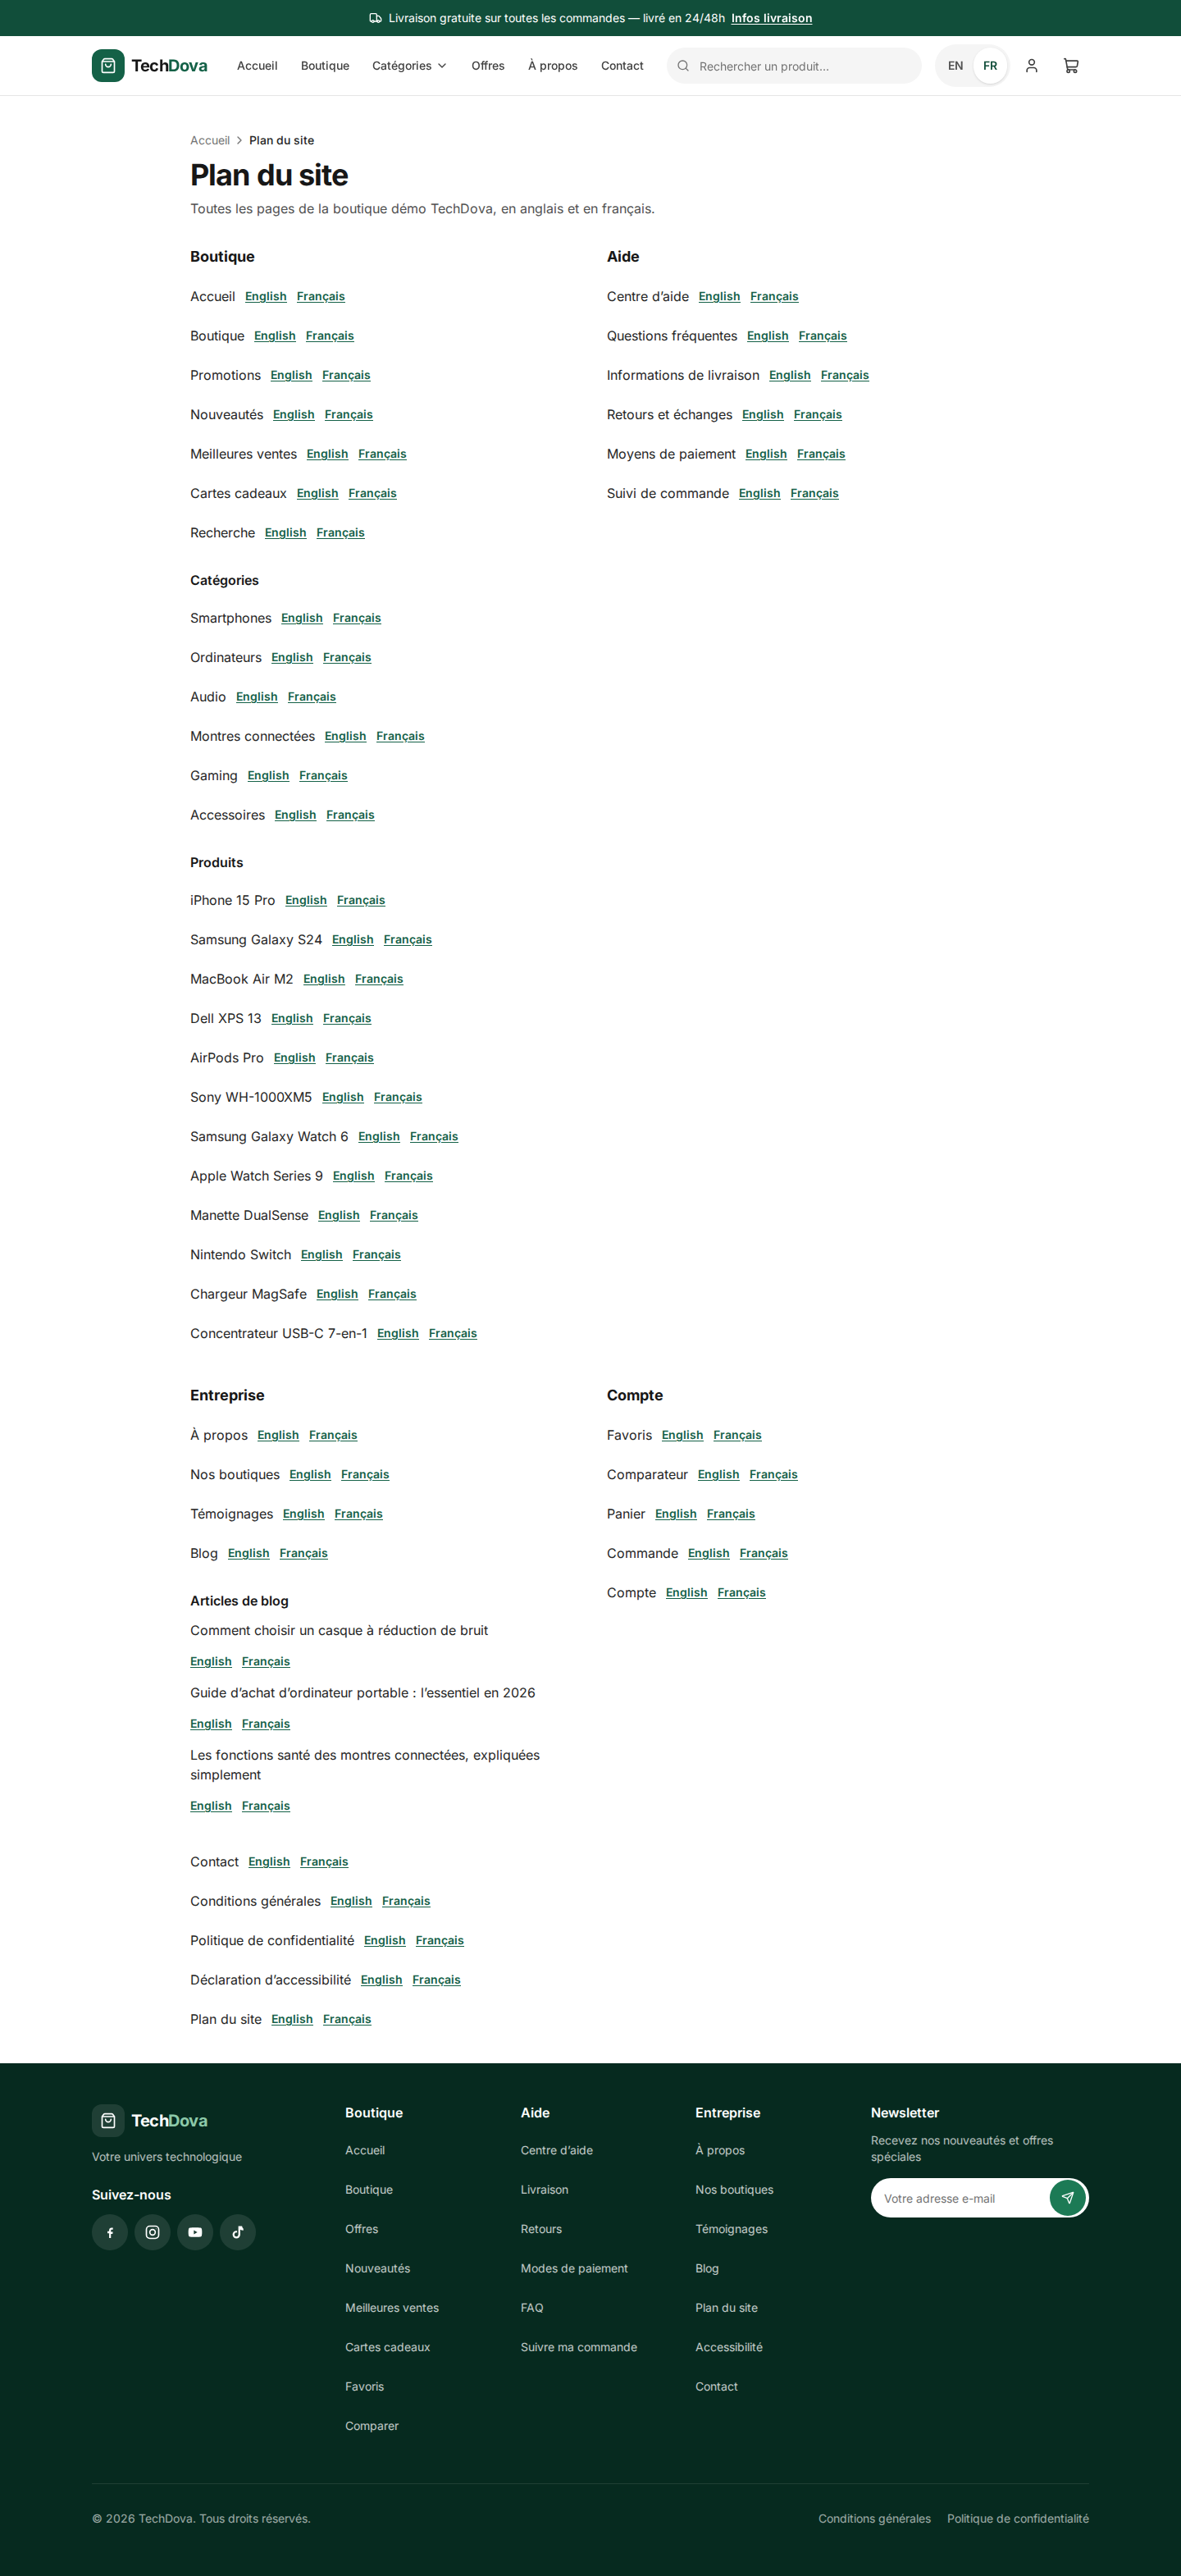 Livraison gratuite sur toutes les commandes — livré en 24/48h Infos livraison
TechDova Accueil Boutique Catégories Offres À propos Contact Rechercher un produit... EN FR
Accueil > Plan du site
Plan du site
Toutes les pages de la boutique démo TechDova, en anglais et en français.
Boutique
Accueil English Français
Boutique English Français
Promotions English Français
Nouveautés English Français
Meilleures ventes English Français
Cartes cadeaux English Français
Recherche English Français
Catégories
Smartphones English Français
Ordinateurs English Français
Audio English Français
Montres connectées English Français
Gaming English Français
Accessoires English Français
Produits
iPhone 15 Pro English Français
Samsung Galaxy S24 English Français
MacBook Air M2 English Français
Dell XPS 13 English Français
AirPods Pro English Français
Sony WH-1000XM5 English Français
Samsung Galaxy Watch 6 English Français
Apple Watch Series 9 English Français
Manette DualSense English Français
Nintendo Switch English Français
Chargeur MagSafe English Français
Concentrateur USB-C 7-en-1 English Français
Aide
Centre d’aide English Français
Questions fréquentes English Français
Informations de livraison English Français
Retours et échanges English Français
Moyens de paiement English Français
Suivi de commande English Français
Entreprise
À propos English Français
Nos boutiques English Français
Témoignages English Français
Blog English Français
Articles de blog
Comment choisir un casque à réduction de bruit
English Français
Guide d’achat d’ordinateur portable : l’essentiel en 2026
English Français
Les fonctions santé des montres connectées, expliquées
simplement
English Français
Contact English Français
Conditions générales English Français
Politique de confidentialité English Français
Déclaration d’accessibilité English Français
Plan du site English Français
Compte
Favoris English Français
Comparateur English Français
Panier English Français
Commande English Français
Compte English Français
TechDova
Votre univers technologique
Suivez-nous
Boutique
Accueil
Boutique
Offres
Nouveautés
Meilleures ventes
Cartes cadeaux
Favoris
Comparer
Aide
Centre d’aide
Livraison
Retours
Modes de paiement
FAQ
Suivre ma commande
Entreprise
À propos
Nos boutiques
Témoignages
Blog
Plan du site
Accessibilité
Contact
Newsletter
Recevez nos nouveautés et offres
spéciales
Votre adresse e-mail
© 2026 TechDova. Tous droits réservés.
Conditions générales Politique de confidentialité